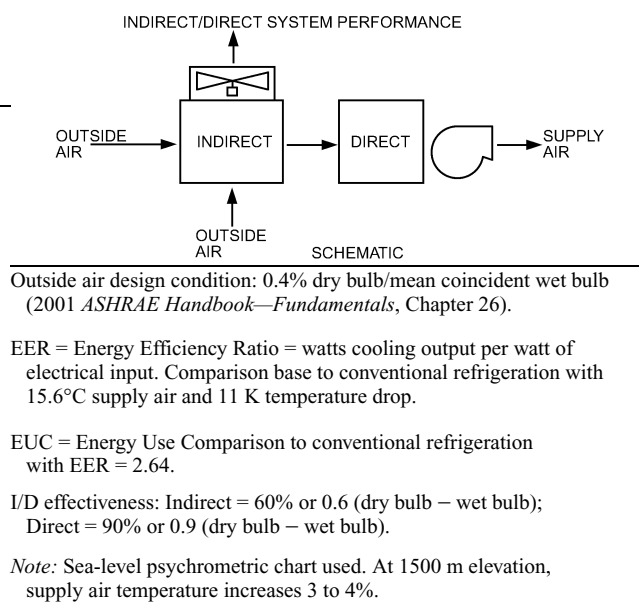 INDIRECT/DIRECT SYSTEM PERFORMANCE
OUTSIDE
AIR
INDIRECT
DIRECT
SUPPLY
AIR
OUTSIDE
AIR
SCHEMATIC
Outside air design condition: 0.4% dry bulb/mean coincident wet bulb
(2001 ASHRAE Handbook—Fundamentals, Chapter 26).
EER = Energy Efficiency Ratio = watts cooling output per watt of
electrical input. Comparison base to conventional refrigeration with
15.6°C supply air and 11 K temperature drop.
EUC = Energy Use Comparison to conventional refrigeration
with EER = 2.64.
I/D effectiveness: Indirect = 60% or 0.6 (dry bulb − wet bulb);
Direct = 90% or 0.9 (dry bulb − wet bulb).
Note: Sea-level psychrometric chart used. At 1500 m elevation,
supply air temperature increases 3 to 4%.